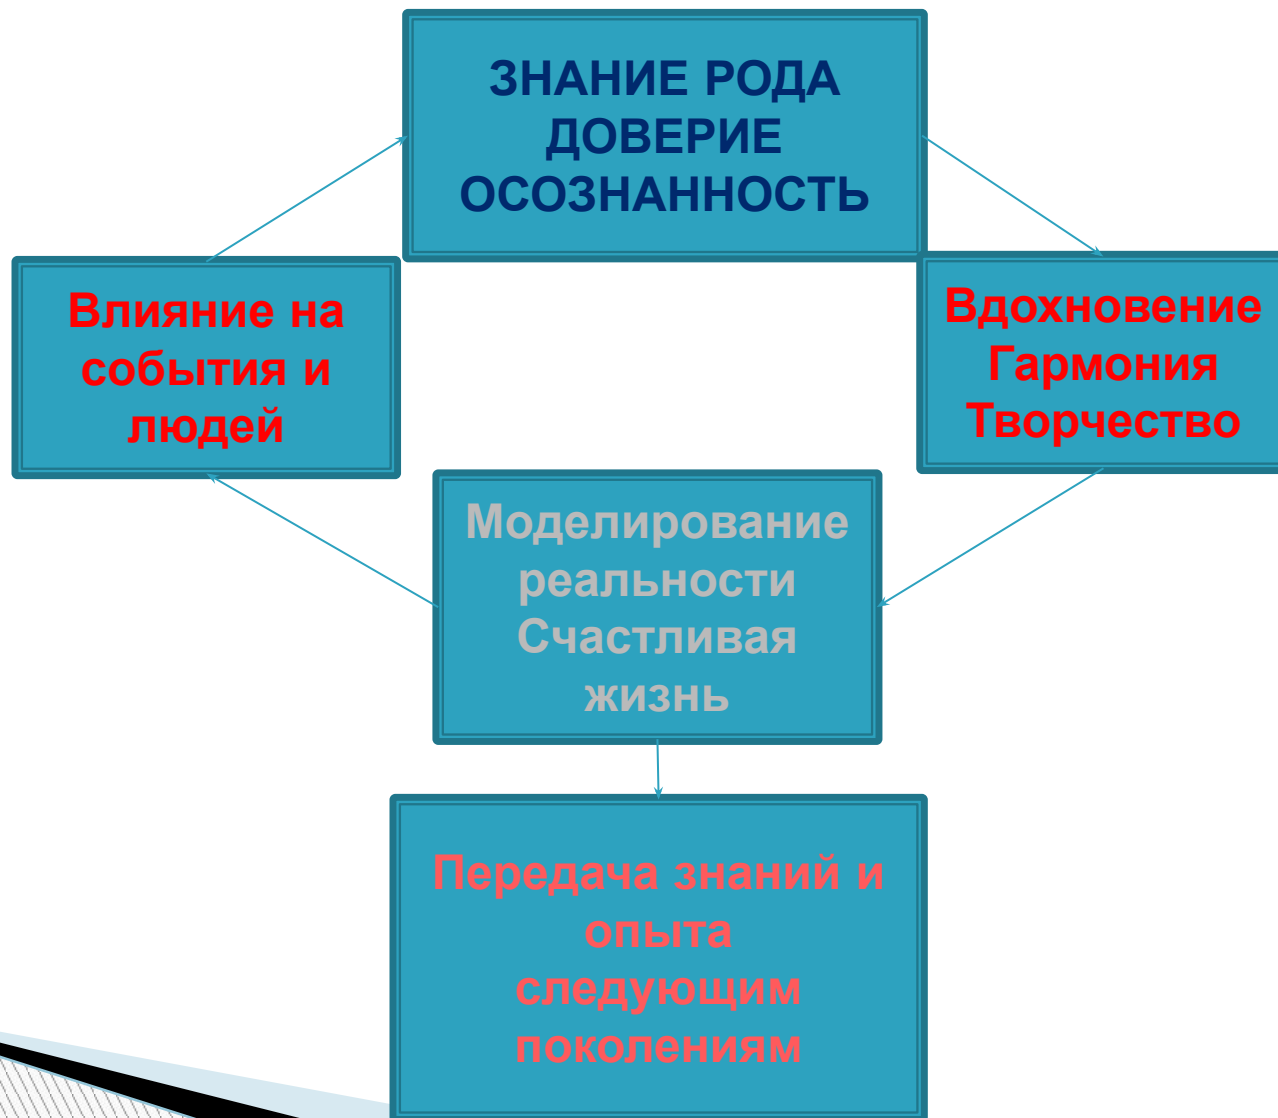 ЗНАНИЕ РОДА
ДОВЕРИЕ
ОСОЗНАННОСТЬ
Влияние на
события и
людей
Вдохновение
Гармония
Творчество
Моделирование
реальности
Счастливая
жизнь
Передача знаний и
опыта
следующим
поколениям